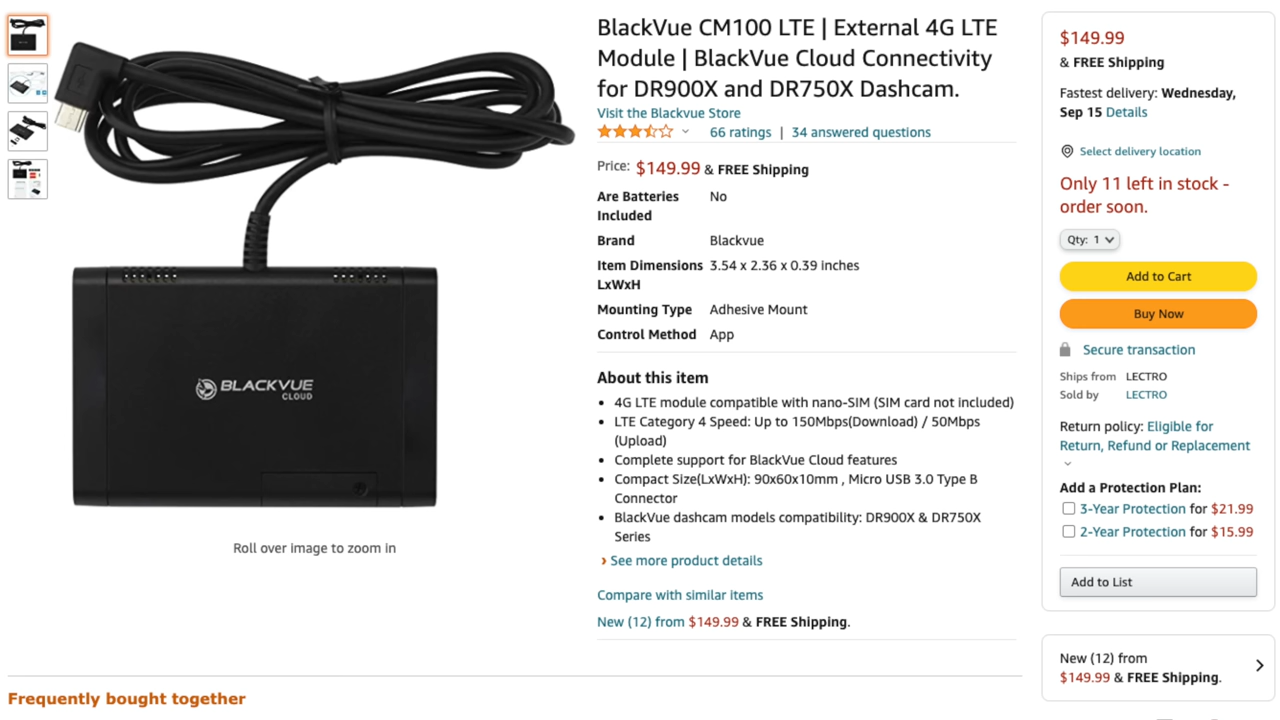 BLACKVUE
CLOUD
Roll over image to zoom in
BlackVue CM100 LTE | External 4G LTE
Module | BlackVue Cloud Connectivity
for DR900X and DR750X Dashcam.
Visit the Blackvue Store
66 ratings | 34 answered questions
Price: $149.99 & FREE Shipping
Are Batteries No
Included
Brand Blackvue
Item Dimensions 3.54 x 2.36 x 0.39 inches
LxWxH
Mounting Type Adhesive Mount
Control Method App
About this item
• 4G LTE module compatible with nano-SIM (SIM card not included)
• LTE Category 4 Speed: Up to 150Mbps(Download) / 50Mbps
(Upload)
• Complete support for BlackVue Cloud features
• Compact Size(LxWxH): 90x60x10mm , Micro USB 3.0 Type B
Connector
• BlackVue dashcam models compatibility: DR900X & DR750X
Series
› See more product details
Compare with similar items
New (12) from $149.99 & FREE Shipping.
$149.99
& FREE Shipping
Fastest delivery: Wednesday,
Sep 15 Details
Select delivery location
Only 11 left in stock -
order soon.
Qty: 1
Add to Cart
Buy Now
Secure transaction
Ships from LECTRO
Sold by LECTRO
Return policy: Eligible for
Return, Refund or Replacement
Add a Protection Plan:
3-Year Protection for $21.99
2-Year Protection for $15.99
Add to List
New (12) from
$149.99 & FREE Shipping.
Frequently bought together